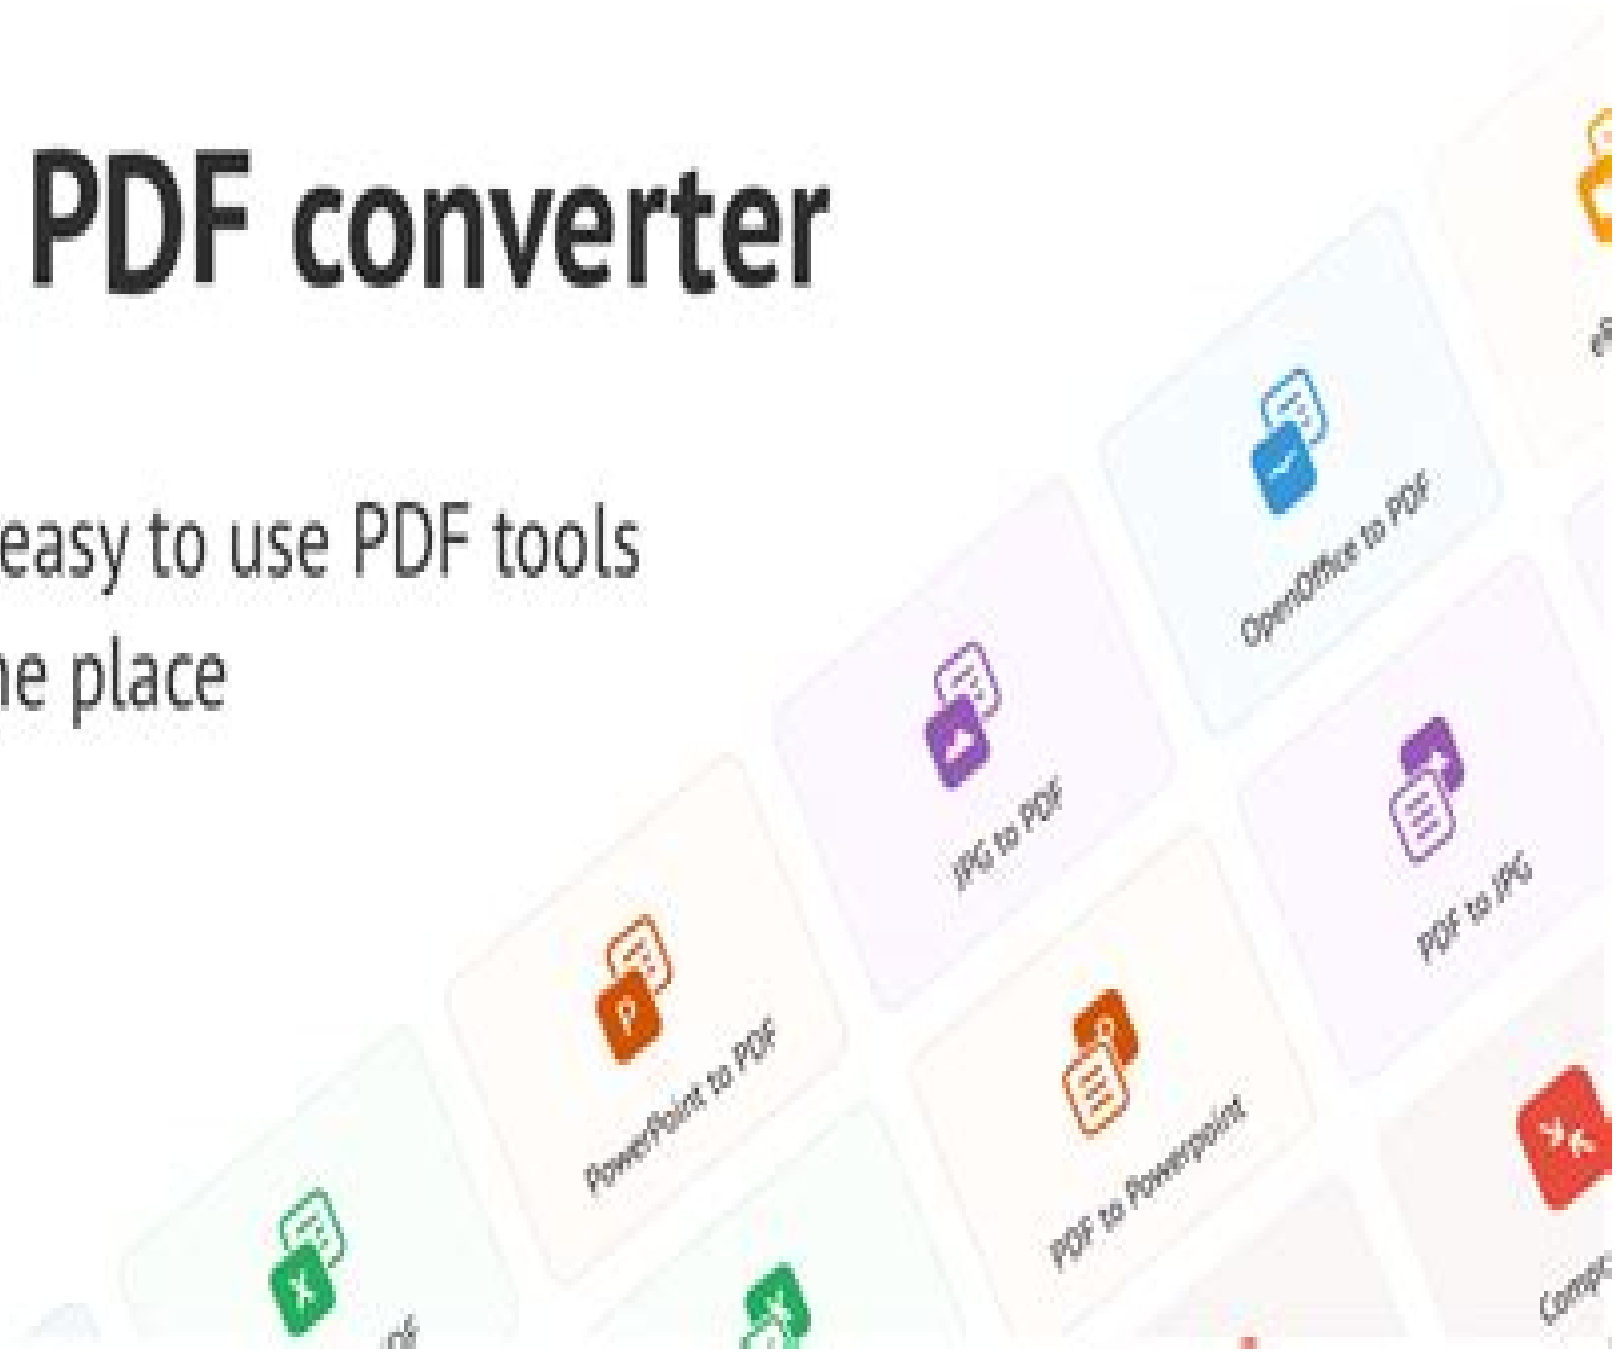 PDF converter
easy to use PDF tools
place
OpenOffice to PDF
JPG to PDF
PDF to JPG
PowerPoint to PDF
PDF to Powerpoint